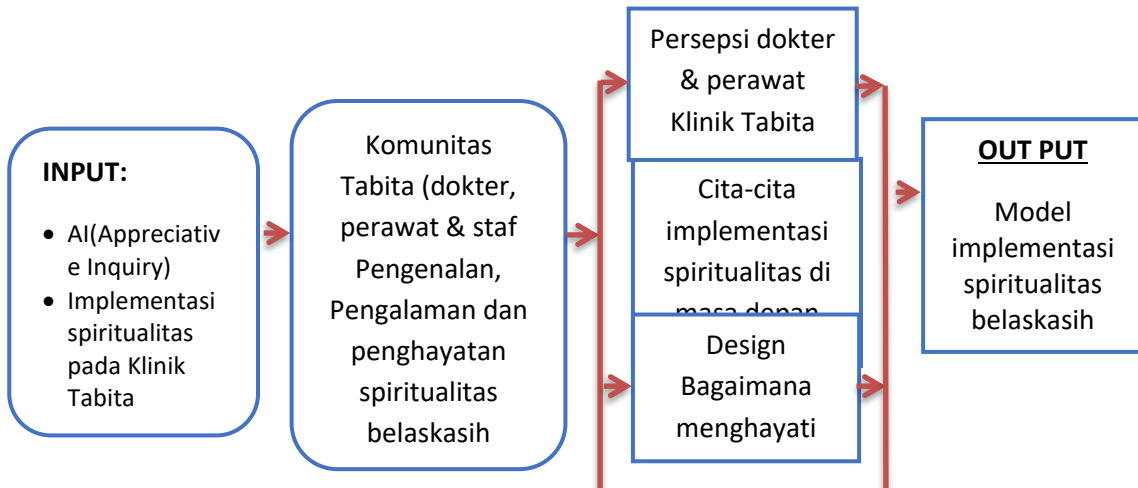 INPUT:
• AI(Appreciativ
e Inquiry)
• Implementasi
spiritualitas
pada Klinik
Tabita
Komunitas
Tabita (dokter,
perawat & staf
Pengenalan,
Pengalaman dan
penghayatan
spiritualitas
belaskasih
Persepsi dokter
& perawat
Klinik Tabita
Cita-cita
implementasi
spiritualitas di
masa depan
Design
Bagaimana
menghayati
OUT PUT
Model
implementasi
spiritualitas
belaskasih